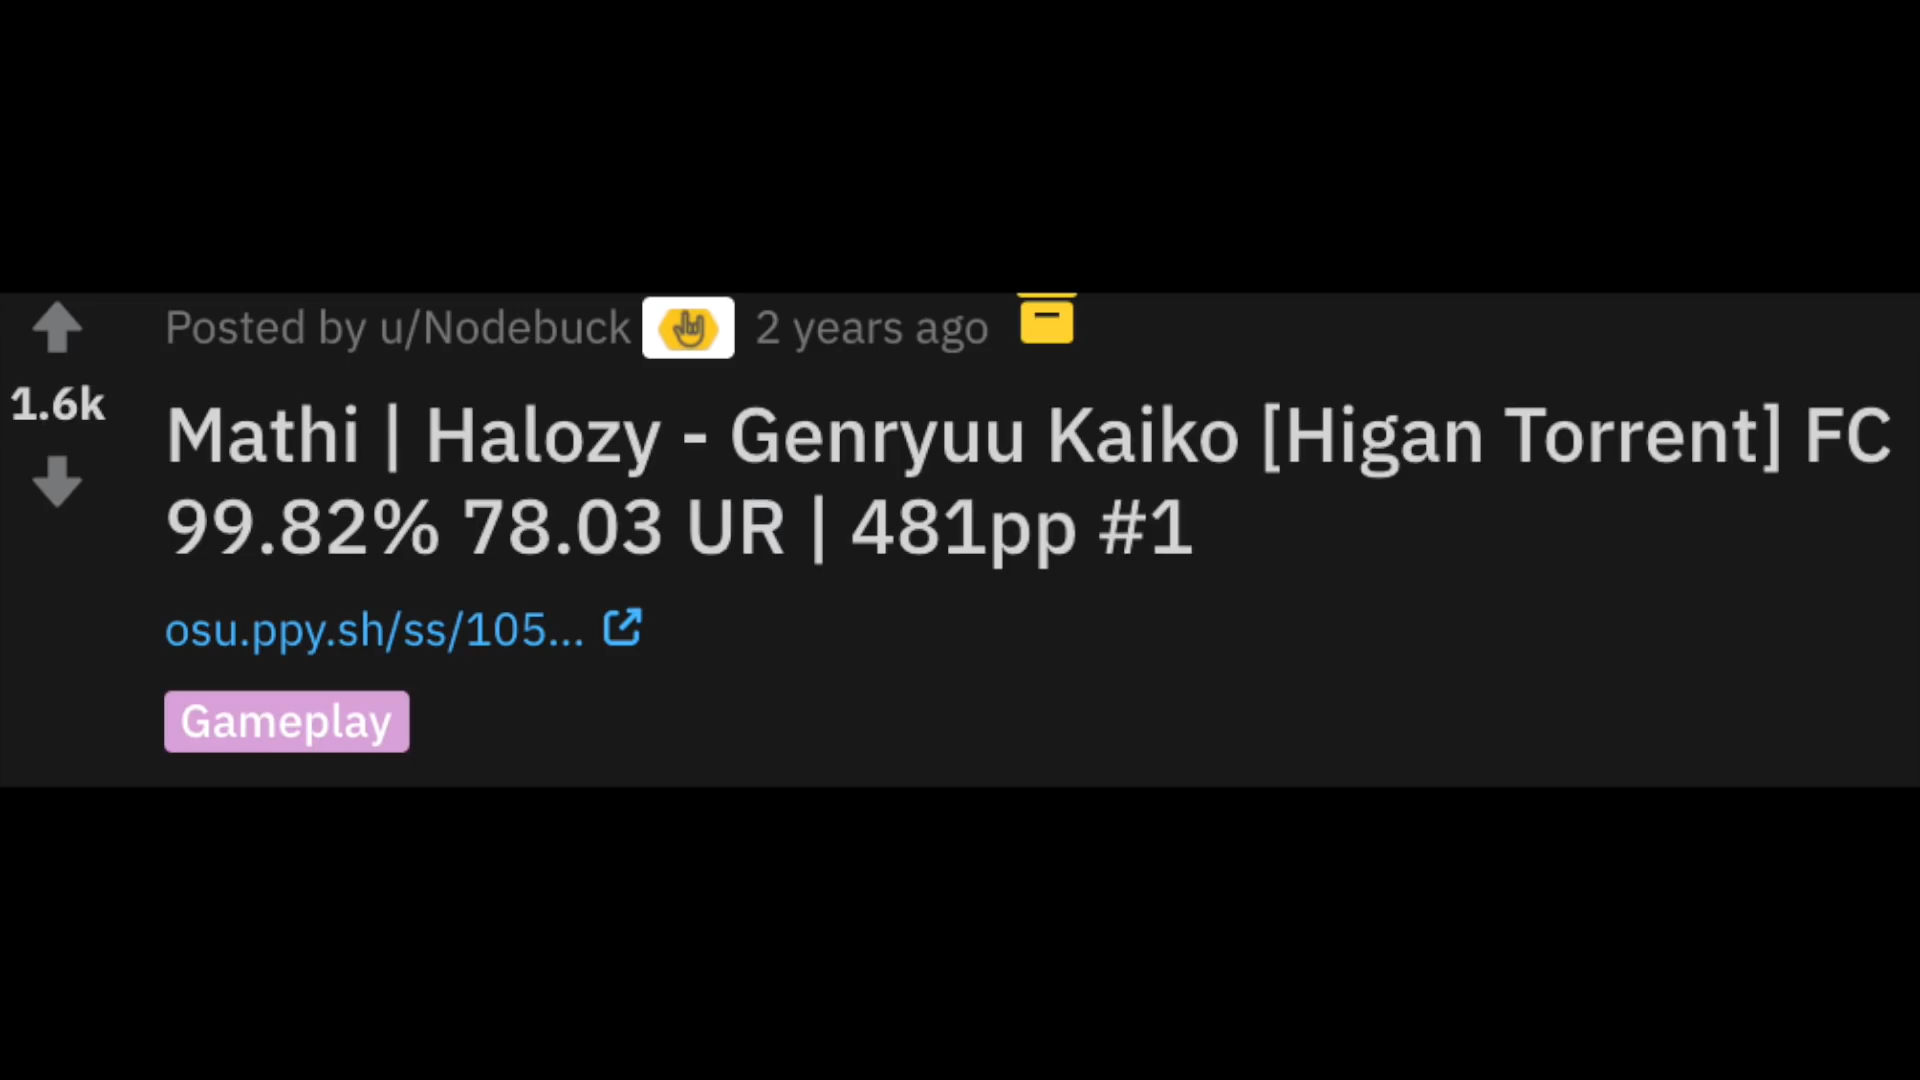 Posted by u/Nodebuck 2 years ago
1.6k
Mathi | Halozy - Genryuu Kaiko [Higan Torrent] FC
99.82% 78.03 UR | 481pp #1
osu.ppy.sh/ss/105...
Gameplay